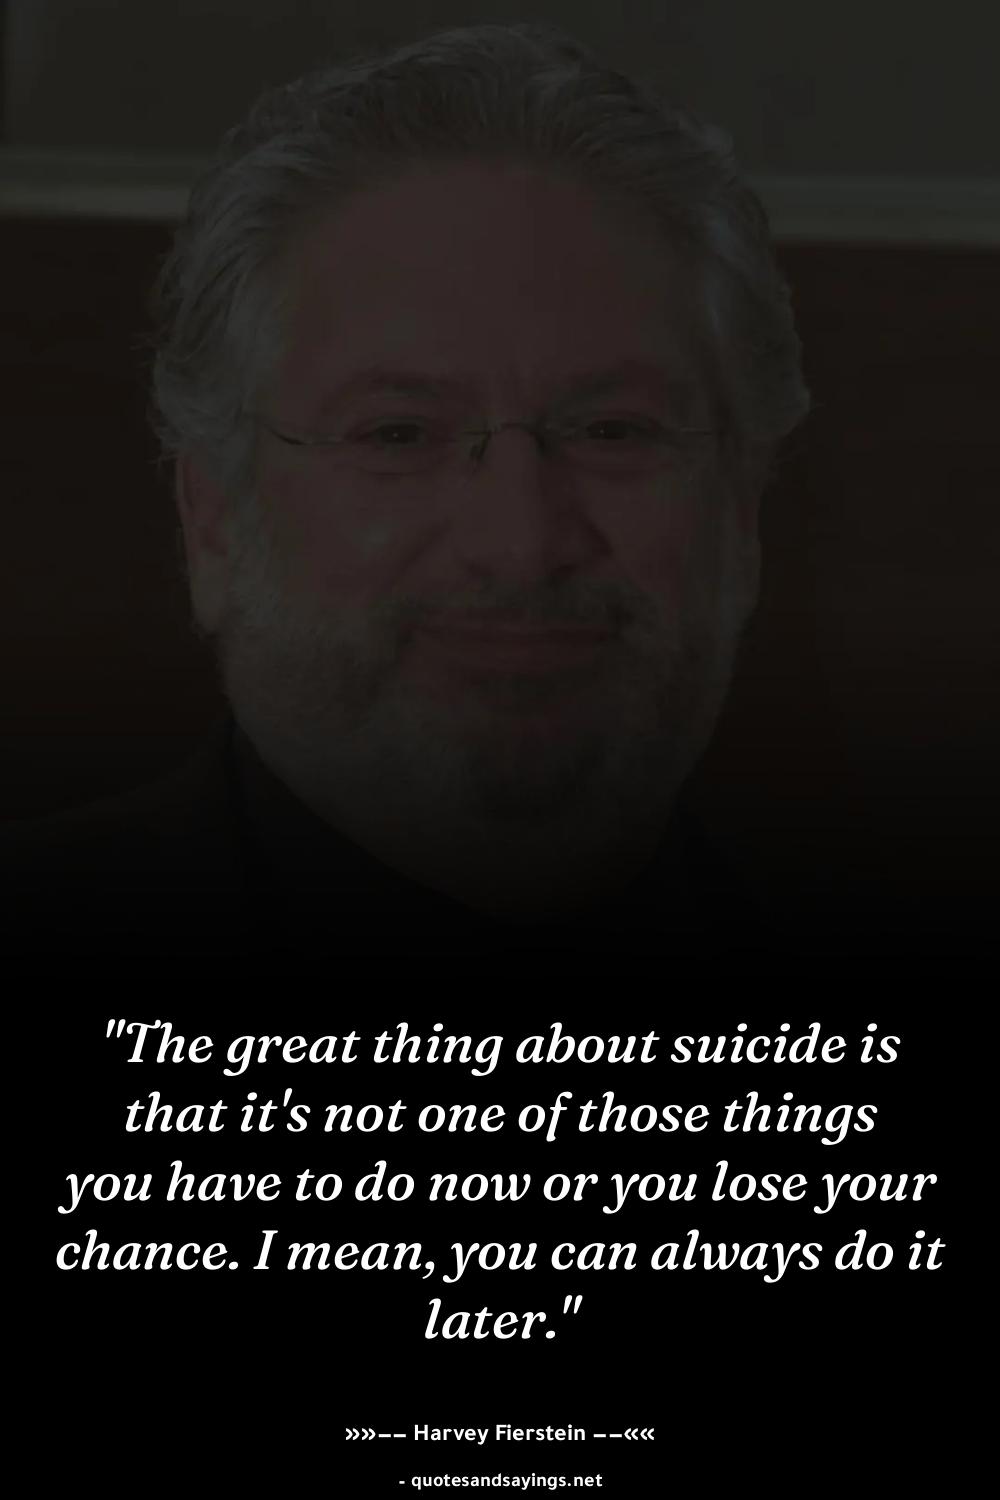 "The great thing about suicide is
that it's not one of those things
you have to do now or you lose your
chance. I mean, you can always do it
later."
»»−− Harvey Fierstein −−««
- quotesandsayings.net